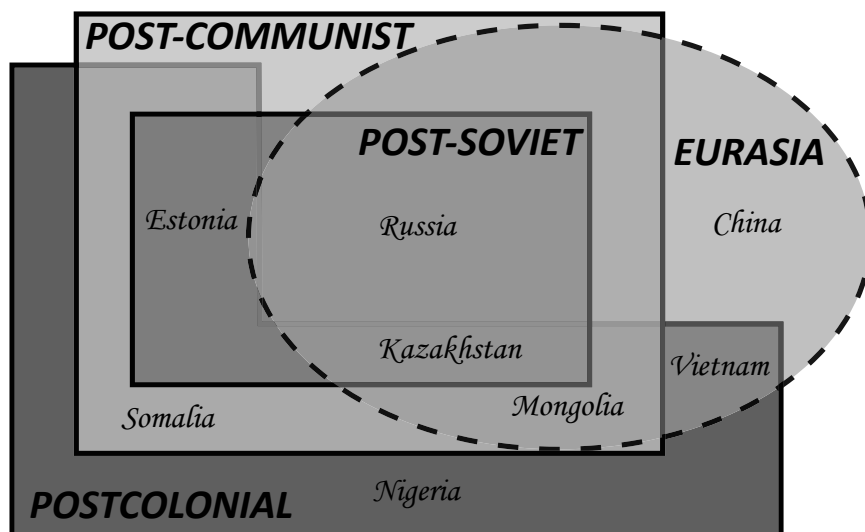 POST-COMMUNIST
POST-SOVIET
EURASIA
Estonia
Russia
China
Kazakhstan
Vietnam
Somalia
Mongolia
POSTCOLONIAL
Nigeria